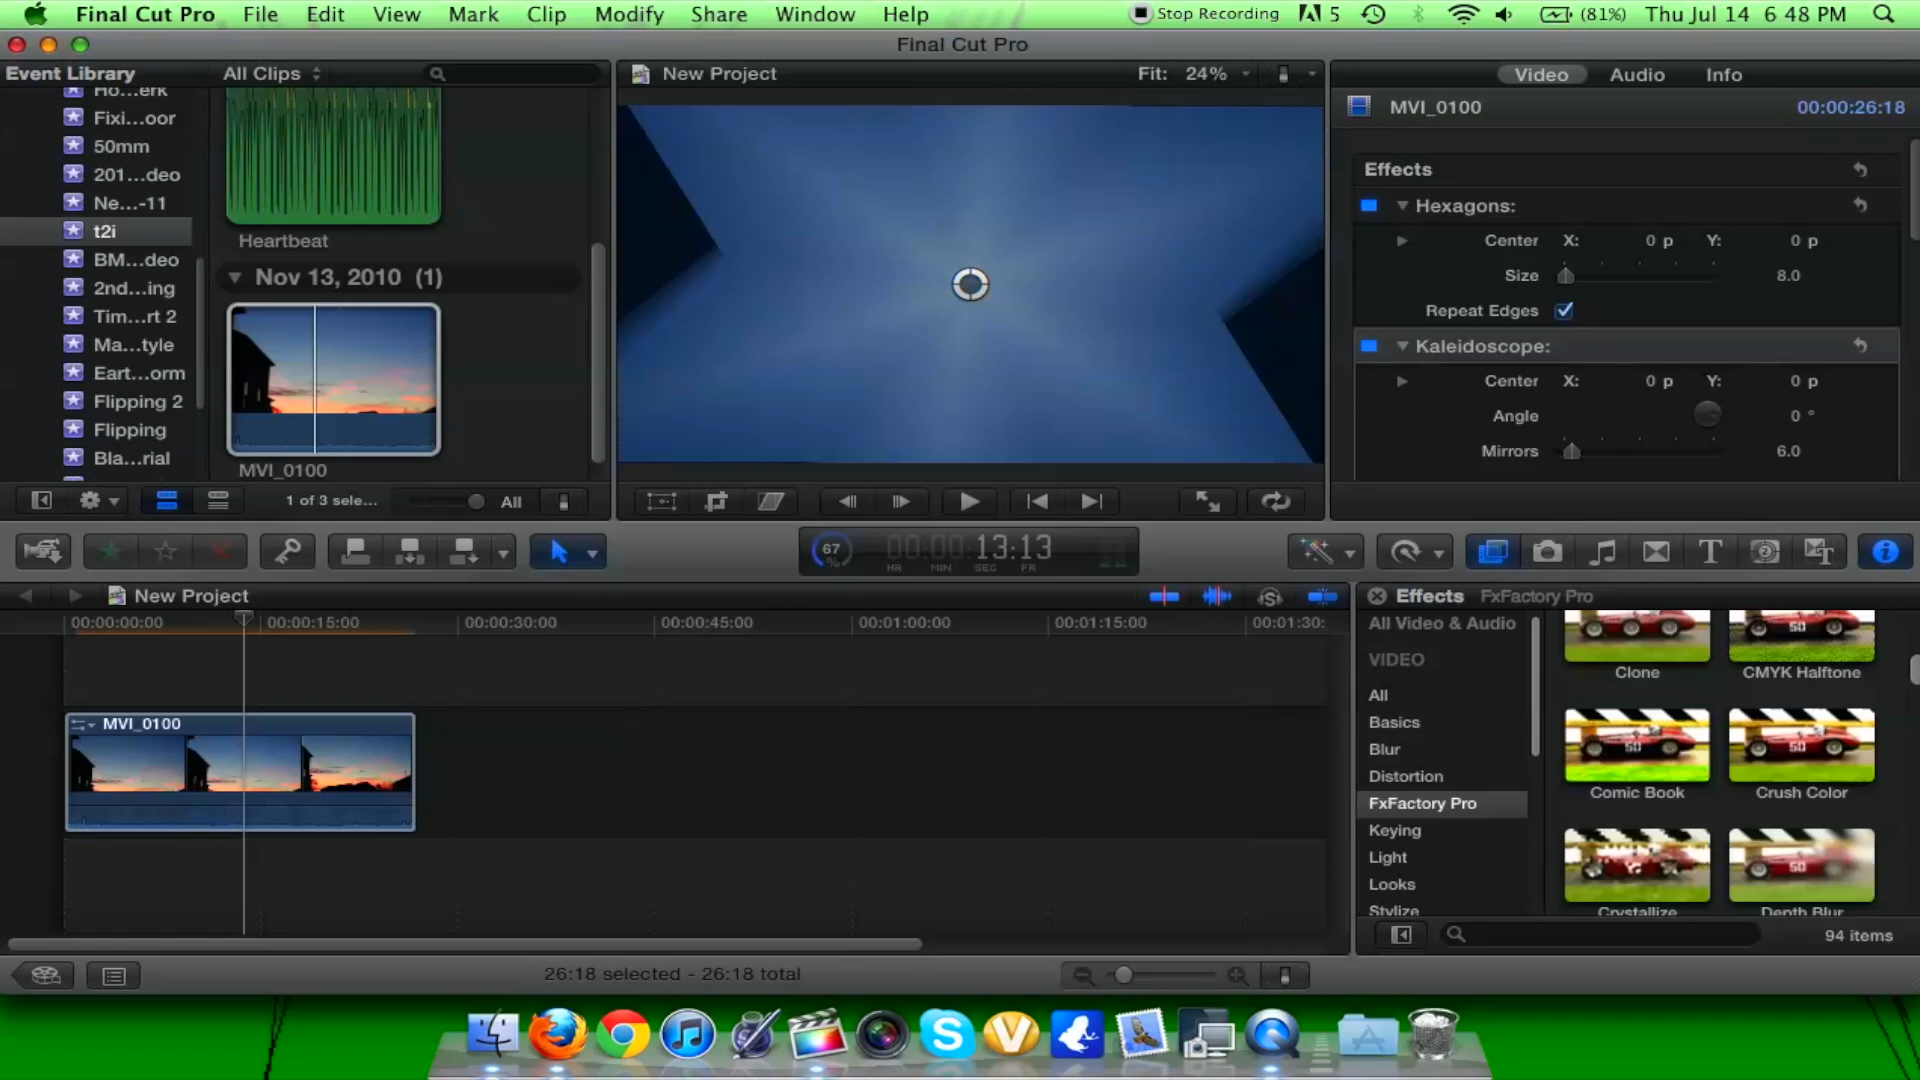 Final Cut Pro File Edit View Mark Clip Modify Share Window Help Stop Recording 5 (81%) Thu Jul 14 6:48 PM
Final Cut Pro
Event Library All Clips
Ho...erk
Fixi...oor
50mm
201...deo
Ne...-11
t2i
BM...deo
2nd...ing
Tim...rt 2
Ma...tyle
Eart...orm
Flipping 2
Flipping
Bla...rial
Heartbeat
Nov 13, 2010 (1)
MVI_0100
1 of 3 sele... All
New Project Fit: 24%
Video Audio Info
MVI_0100 00:00:26:18
Effects
Hexagons:
Center X: 0 p Y: 0 p
Size 8.0
Repeat Edges
Kaleidoscope:
Center X: 0 p Y: 0 p
Angle 0 °
Mirrors 6.0
67 % 00:00:13:13
HR MIN SEC FR
New Project
00:00:00:00 00:00:15:00 00:00:30:00 00:00:45:00 00:01:00:00 00:01:15:00 00:01:30:
MVI_0100
Effects FxFactory Pro
All Video & Audio
VIDEO
All
Basics
Blur
Distortion
FxFactory Pro
Keying
Light
Looks
Stylize
Clone CMYK Halftone
Comic Book Crush Color
Crystallize Depth Blur
94 items
26:18 selected - 26:18 total